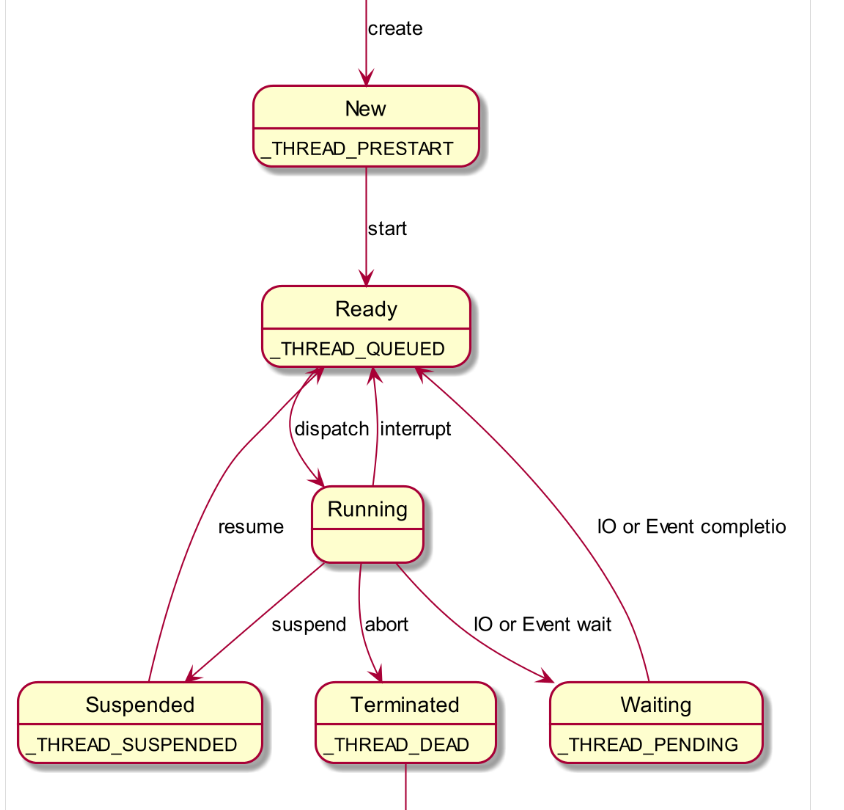 create
New
_THREAD_PRESTART
start
Ready
_THREAD_QUEUED
dispatch
interrupt
Running
resume
IO or Event completio
suspend
abort
IO or Event wait
Suspended
_THREAD_SUSPENDED
Terminated
_THREAD_DEAD
Waiting
_THREAD_PENDING